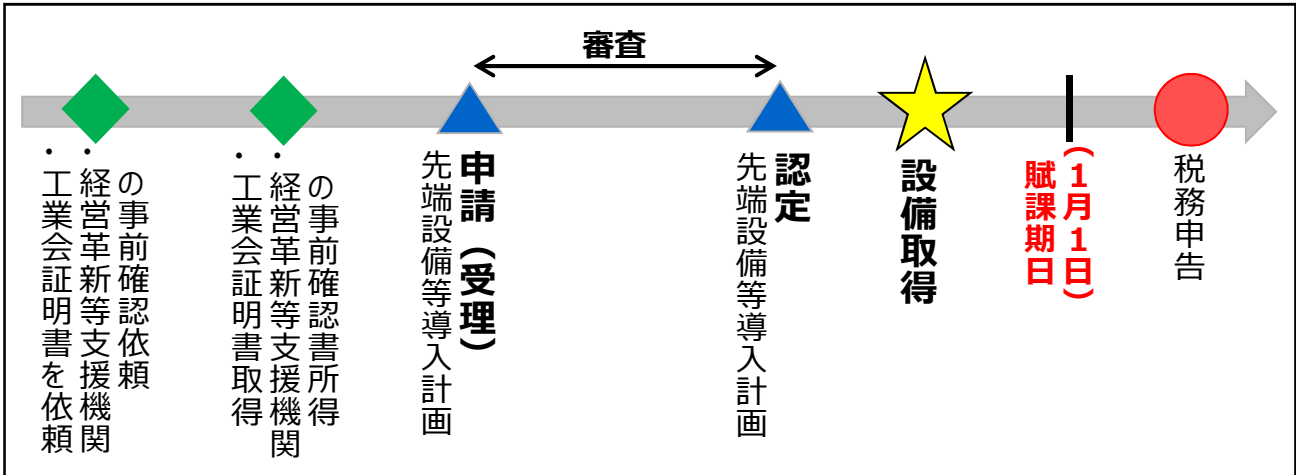 審査
・工業会証明書を依頼
・経営革新等支援機関
の事前確認依頼
・工業会証明書取得
・経営革新等支援機関
の事前確認書所得
先端設備等導入計画
申請（受理）
先端設備等導入計画
認定
設備取得
賦課期日
（1月1日）
税務申告